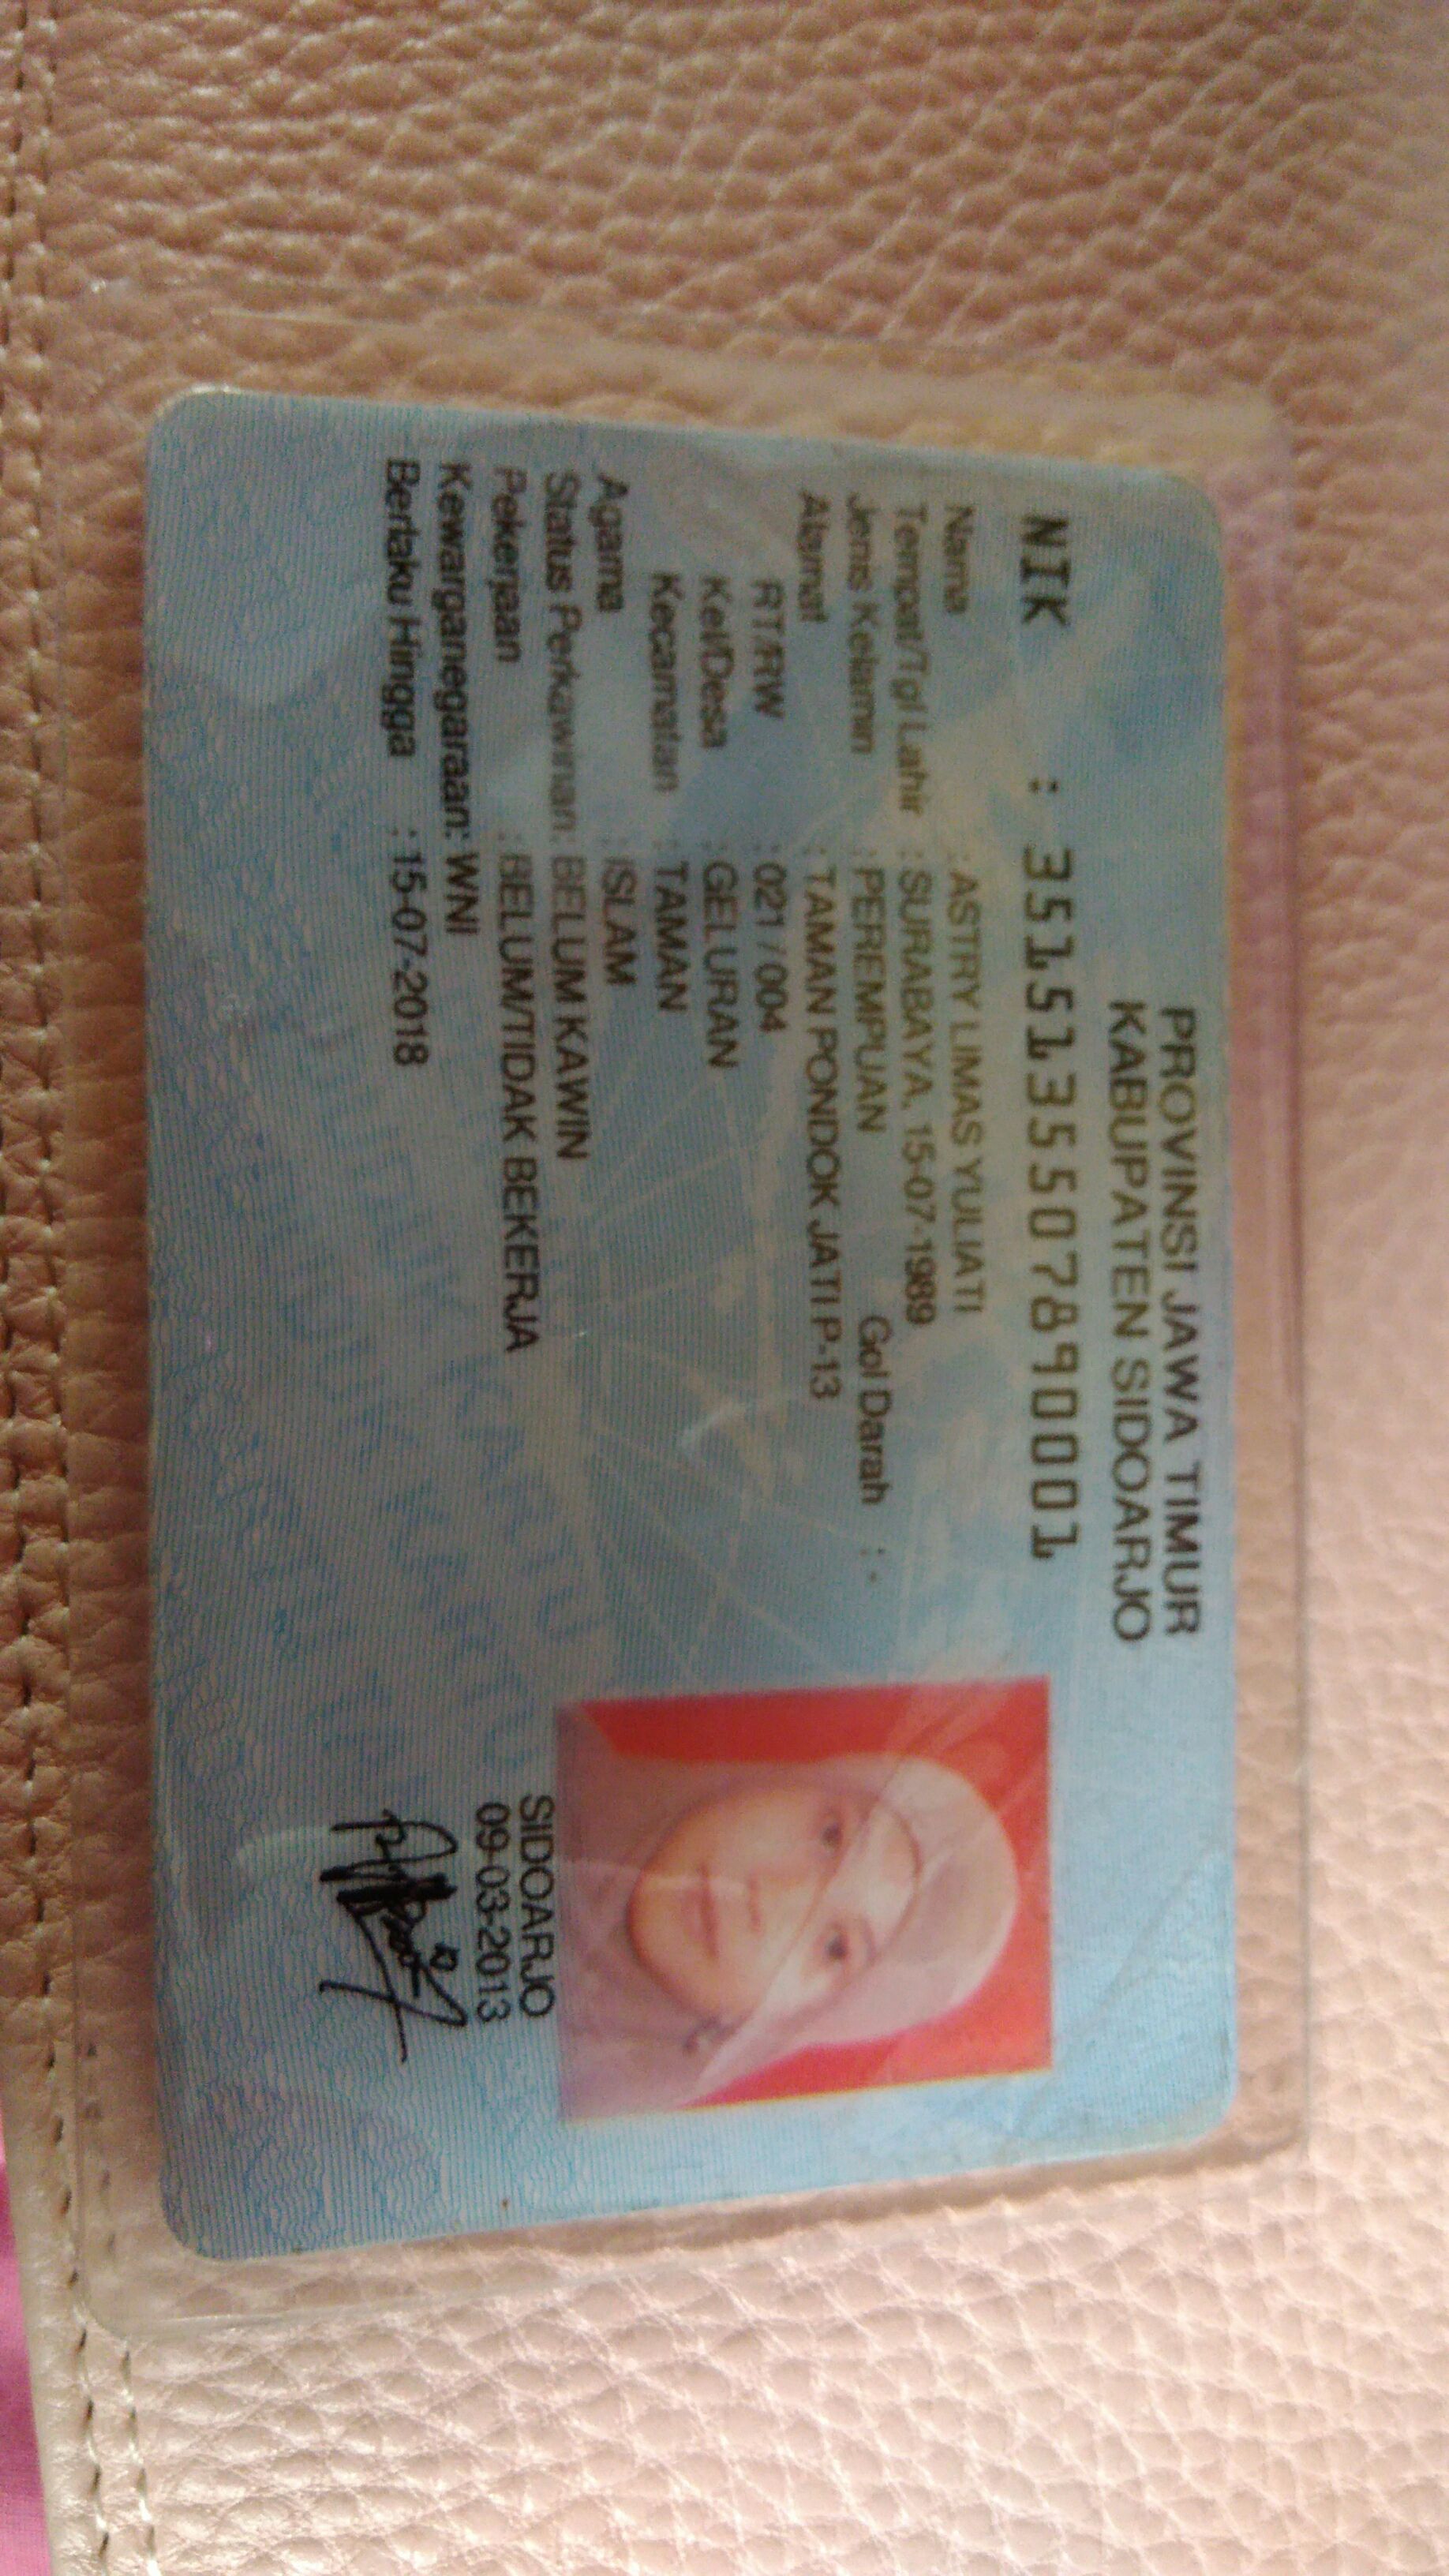 PROVINSI JAWA TIMUR
KABUPATEN SIDOARJO
NIK : 3515135507890001
Nama : ASTRY LIMAS YULIATI
Tempat/Tgl Lahir : SURABAYA, 15-07-1989
Jenis Kelamin : PEREMPUAN Gol Darah : -
Alamat : TAMAN PONDOK JATI P-13
RT/RW : 021 / 004
Kel/Desa : GELURAN
Kecamatan : TAMAN
Agama : ISLAM
Status Perkawinan: BELUM KAWIN
Pekerjaan : BELUM/TIDAK BEKERJA
Kewarganegaraan: WNI
Berlaku Hingga : 15-07-2018
SIDOARJO
09-03-2013